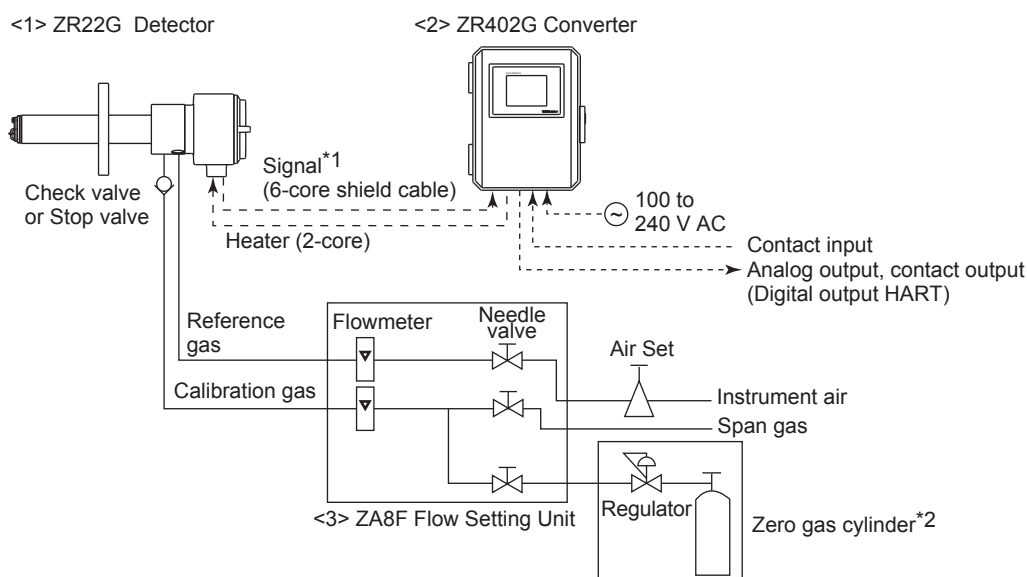 <1> ZR22G Detector
<2> ZR402G Converter
Signal*1
(6-core shield cable)
Check valve
or Stop valve
Heater (2-core)
100 to
240 V AC
Contact input
Analog output, contact output
(Digital output HART)
Reference
gas
Flowmeter
Needle
valve
Air Set
Calibration gas
Instrument air
Span gas
Regulator
Zero gas cylinder*2
<3> ZA8F Flow Setting Unit